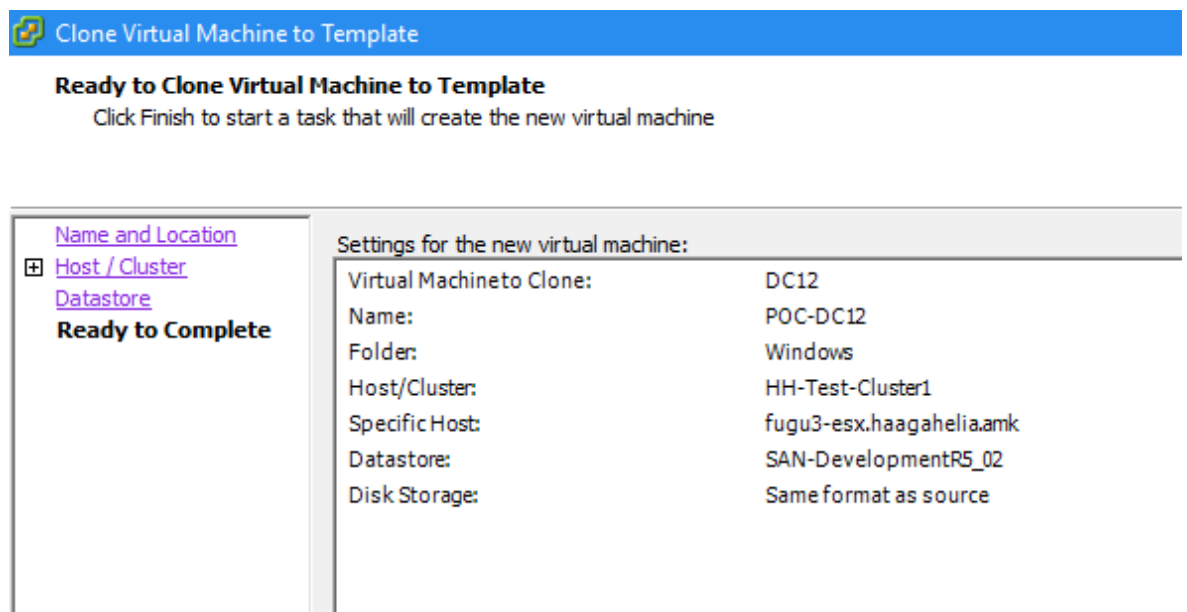 Clone Virtual Machine to Template
Ready to Clone Virtual Machine to Template
Click Finish to start a task that will create the new virtual machine
Name and Location
Host / Cluster
Datastore
Ready to Complete
Settings for the new virtual machine:
Virtual Machine to Clone: DC12
Name: POC-DC12
Folder: Windows
Host/Cluster: HH-Test-Cluster1
Specific Host: fugu3-esx.haagahelia.amk
Datastore: SAN-DevelopmentR5_02
Disk Storage: Same format as source